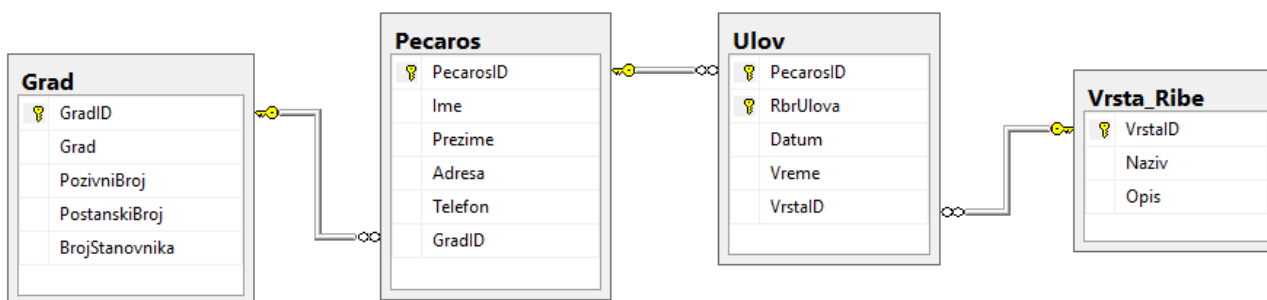 Grad
GradID
Grad
PozivniBroj
PostanskiBroj
BrojStanovnika
Pecaros
PecarosID
Ime
Prezime
Adresa
Telefon
GradID
Ulov
PecarosID
RbrUlova
Datum
Vreme
VrstaID
Vrsta_Ribe
VrstaID
Naziv
Opis